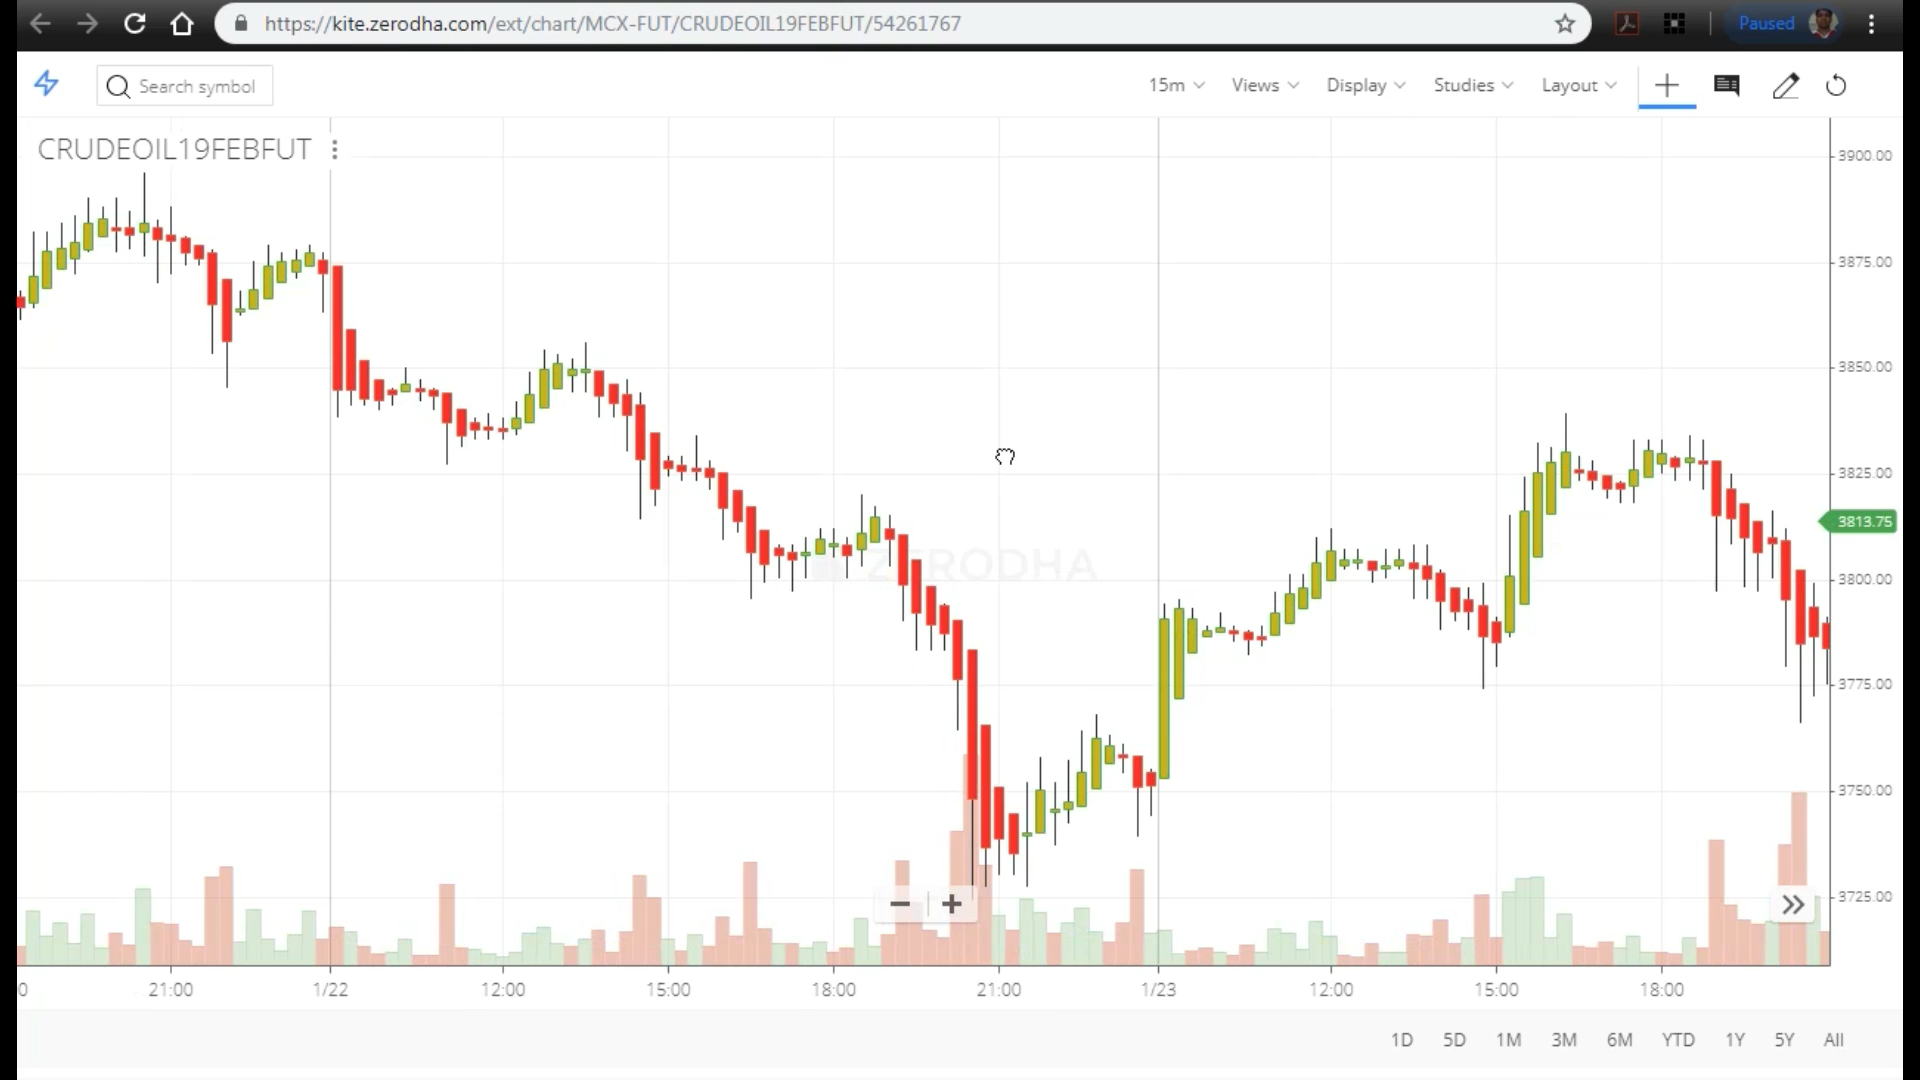 https://kite.zerodha.com/ext/chart/MCX-FUT/CRUDEOIL19FEBFUT/54261767
Paused
Search symbol
15m
Views
Display
Studies
Layout
CRUDEOIL19FEBFUT
3900.00
3875.00
3850.00
3825.00
3813.75
3800.00
3775.00
3750.00
3725.00
ZERODHA
0
21:00
1/22
12:00
15:00
18:00
21:00
1/23
12:00
15:00
18:00
1D
5D
1M
3M
6M
YTD
1Y
5Y
All